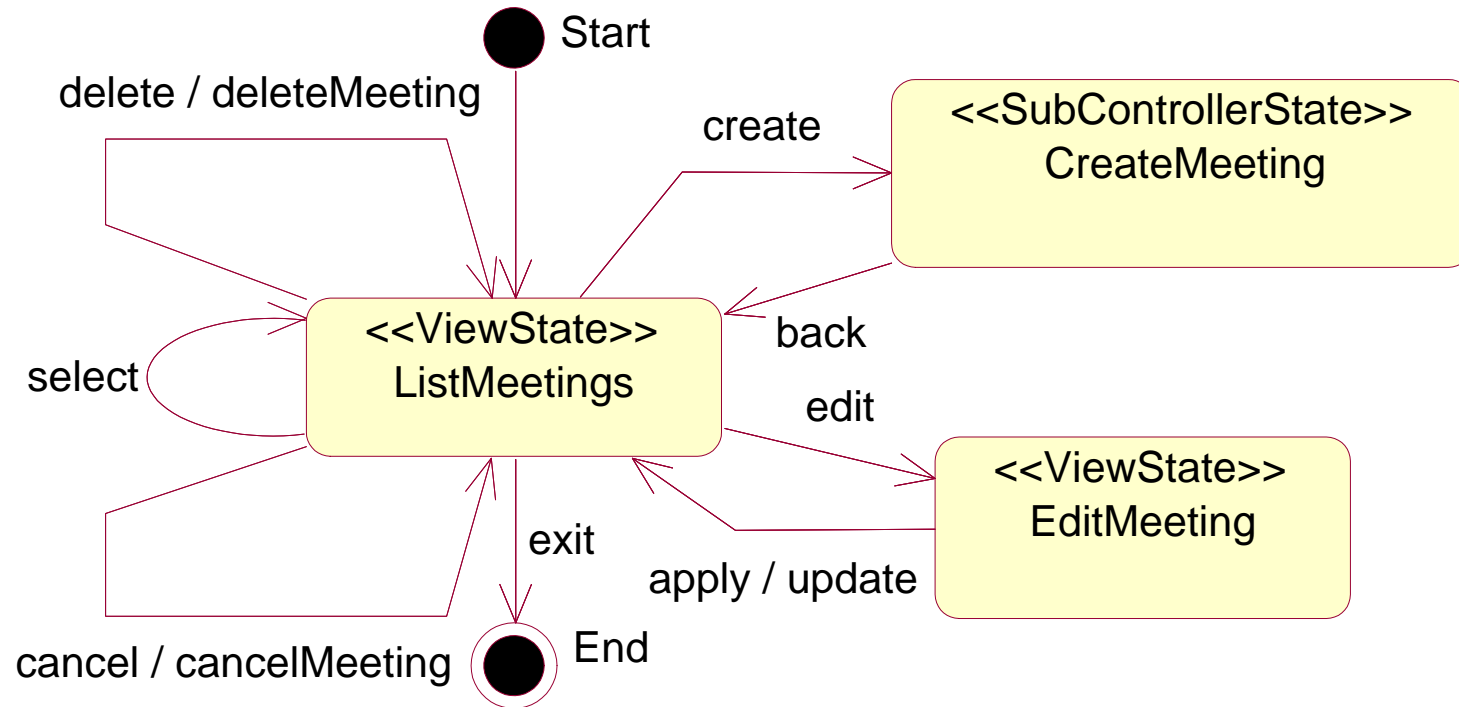 Start
delete / deleteMeeting
create
<<SubControllerState>>
CreateMeeting
<<ViewState>>
ListMeetings
back
select
edit
<<ViewState>>
EditMeeting
exit
apply / update
cancel / cancelMeeting
End